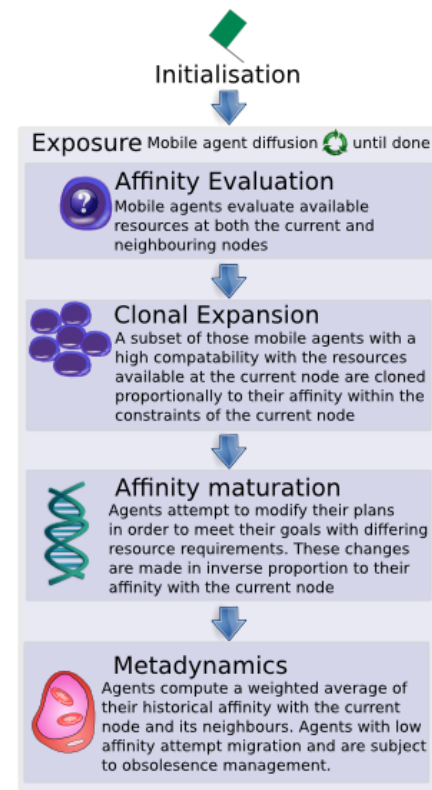 Initialisation
Exposure Mobile agent diffusion until done
Affinity Evaluation
?
Mobile agents evaluate available
resources at both the current and
neighbouring nodes
Clonal Expansion
A subset of those mobile agents with a
high compatability with the resources
available at the current node are cloned
proportionally to their affinity within the
constraints of the current node
Affinity maturation
Agents attempt to modify their plans
in order to meet their goals with differing
resource requirements. These changes
are made in inverse proportion to their
affinity with the current node
Metadynamics
Agents compute a weighted average of
their historical affinity with the current
node and its neighbours. Agents with low
affinity attempt migration and are subject
to obsolesence management.